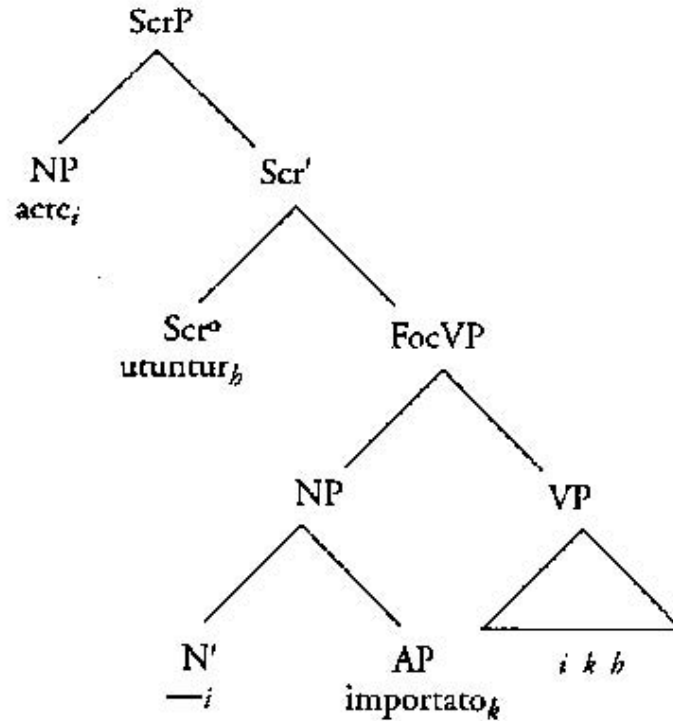 ScrP
NP Scr'
aere_i
Scr° FocVP
utuntur_h
NP VP
N' AP i k h
—_i importato_k